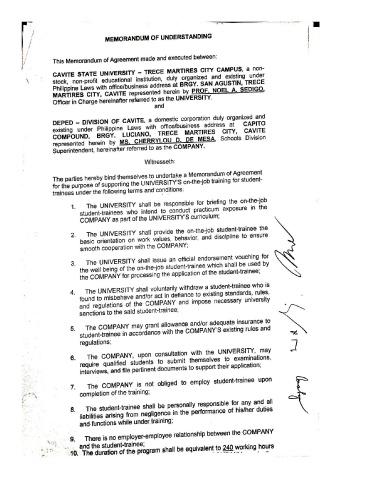 MEMORANDUM OF UNDERSTANDING
This Memorandum of Agreement made and executed between:
CAVITE STATE UNIVERSITY – TRECE MARTIRES CITY CAMPUS, a non-
stock, non-profit educational institution, duly organized and existing under
Philippine Laws with office/business address at BRGY. SAN AGUSTIN, TRECE
MARTIRES CITY, CAVITE represented herein by PROF. NOEL A. SEDIGO,
Officer in Charge hereinafter referred to as the UNIVERSITY.
and
DEPED – DIVISION OF CAVITE, a domestic corporation duly organized and
existing under Philippine Laws with office/business address at CAPITO
COMPOUND, BRGY. LUCIANO, TRECE MARTIRES CITY, CAVITE
represented herein by MS. CHERRYLOU D. DE MESA, Schools Division
Superintendent, hereinafter referred to as the COMPANY.
Witnesseth:
The parties hereby bind themselves to undertake a Memorandum of Agreement
for the purpose of supporting the UNIVERSITY'S on-the-job training for student-
trainees under the following terms and conditions:
1. The UNIVERSITY shall be responsible for briefing the on-the-job
student-trainees who intend to conduct practicum exposure in the
COMPANY as part of the UNIVERSITY'S curriculum;
2. The UNIVERSITY shall provide the on-the-job student-trainee the
basic orientation on work values, behavior, and discipline to ensure
smooth cooperation with the COMPANY;
3. The UNIVERSITY shall issue an official endorsement vouching for
the well being of the on-the-job student-trainee which shall be used by
the COMPANY for processing the application of the student-trainee;
4. The UNIVERSITY shall voluntarily withdraw a student-trainee who is
found to misbehave and/or act in defiance to existing standards, rules,
and regulations of the COMPANY and impose necessary university
sanctions to the said student-trainee;
5. The COMPANY may grant allowance and/or adequate insurance to
student-trainee in accordance with the COMPANY'S existing rules and
regulations;
6. The COMPANY, upon consultation with the UNIVERSITY, may
require qualified students to submit themselves to examinations,
interviews, and file pertinent documents to support their application;
7. The COMPANY is not obliged to employ student-trainee upon
completion of the training;
8. The student-trainee shall be personally responsible for any and all
liabilities arising from negligence in the performance of his/her duties
and functions while under training;
9. There is no employer-employee relationship between the COMPANY
and the student-trainee;
10. The duration of the program shall be equivalent to 240 working hours